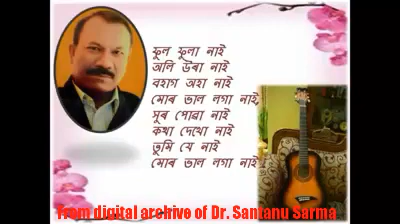 ফুল ফুলা নাই
অলি উৰা নাই
বহাগ অহা নাই
মোৰ ভাল লগা নাই,
সুৰ পোৱা নাই
কথা দেখো নাই
তুমি যে নাই
মোৰ ভাল লগা নাই
From digital archive of Dr. Santanu Sarma